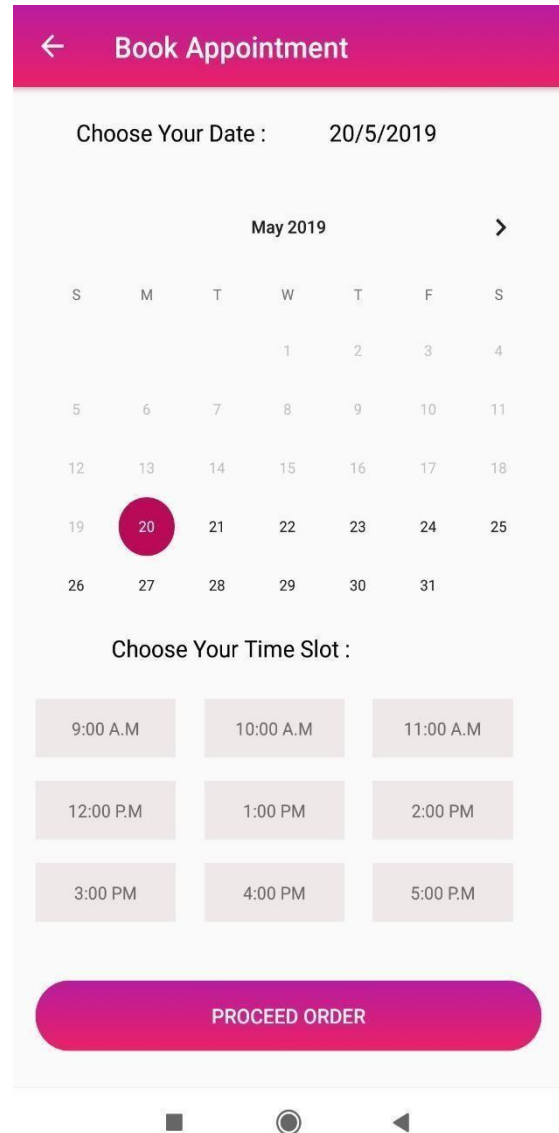 Book Appointment
Choose Your Date : 20/5/2019
May 2019
S M T W T F S
1 2 3 4
5 6 7 8 9 10 11
12 13 14 15 16 17 18
19 20 21 22 23 24 25
26 27 28 29 30 31
Choose Your Time Slot :
9:00 A.M 10:00 A.M 11:00 A.M
12:00 P.M 1:00 PM 2:00 PM
3:00 PM 4:00 PM 5:00 P.M
PROCEED ORDER